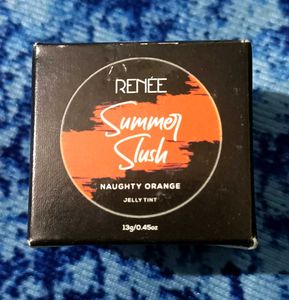 RENÉE
Summer
Slush
NAUGHTY ORANGE
JELLY TINT
13g/0.45oz